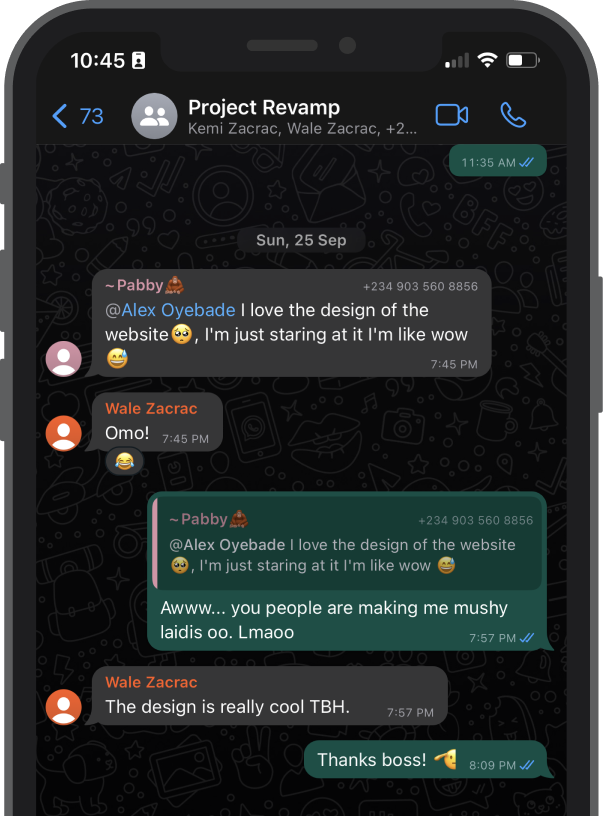 10:45
73
Project Revamp
Kemi Zacrac, Wale Zacrac, +2...
11:35 AM
Sun, 25 Sep
~Pabby🦧 +234 903 560 8856
@Alex Oyebade I love the design of the
website🥺, I'm just staring at it I'm like wow
😅 7:45 PM
Wale Zacrac
Omo! 7:45 PM
😂
~Pabby🦧 +234 903 560 8856
@Alex Oyebade I love the design of the website
🥺, I'm just staring at it I'm like wow 😅
Awww... you people are making me mushy
laidis oo. Lmaoo 7:57 PM
Wale Zacrac
The design is really cool TBH. 7:57 PM
Thanks boss! 🫡 8:09 PM